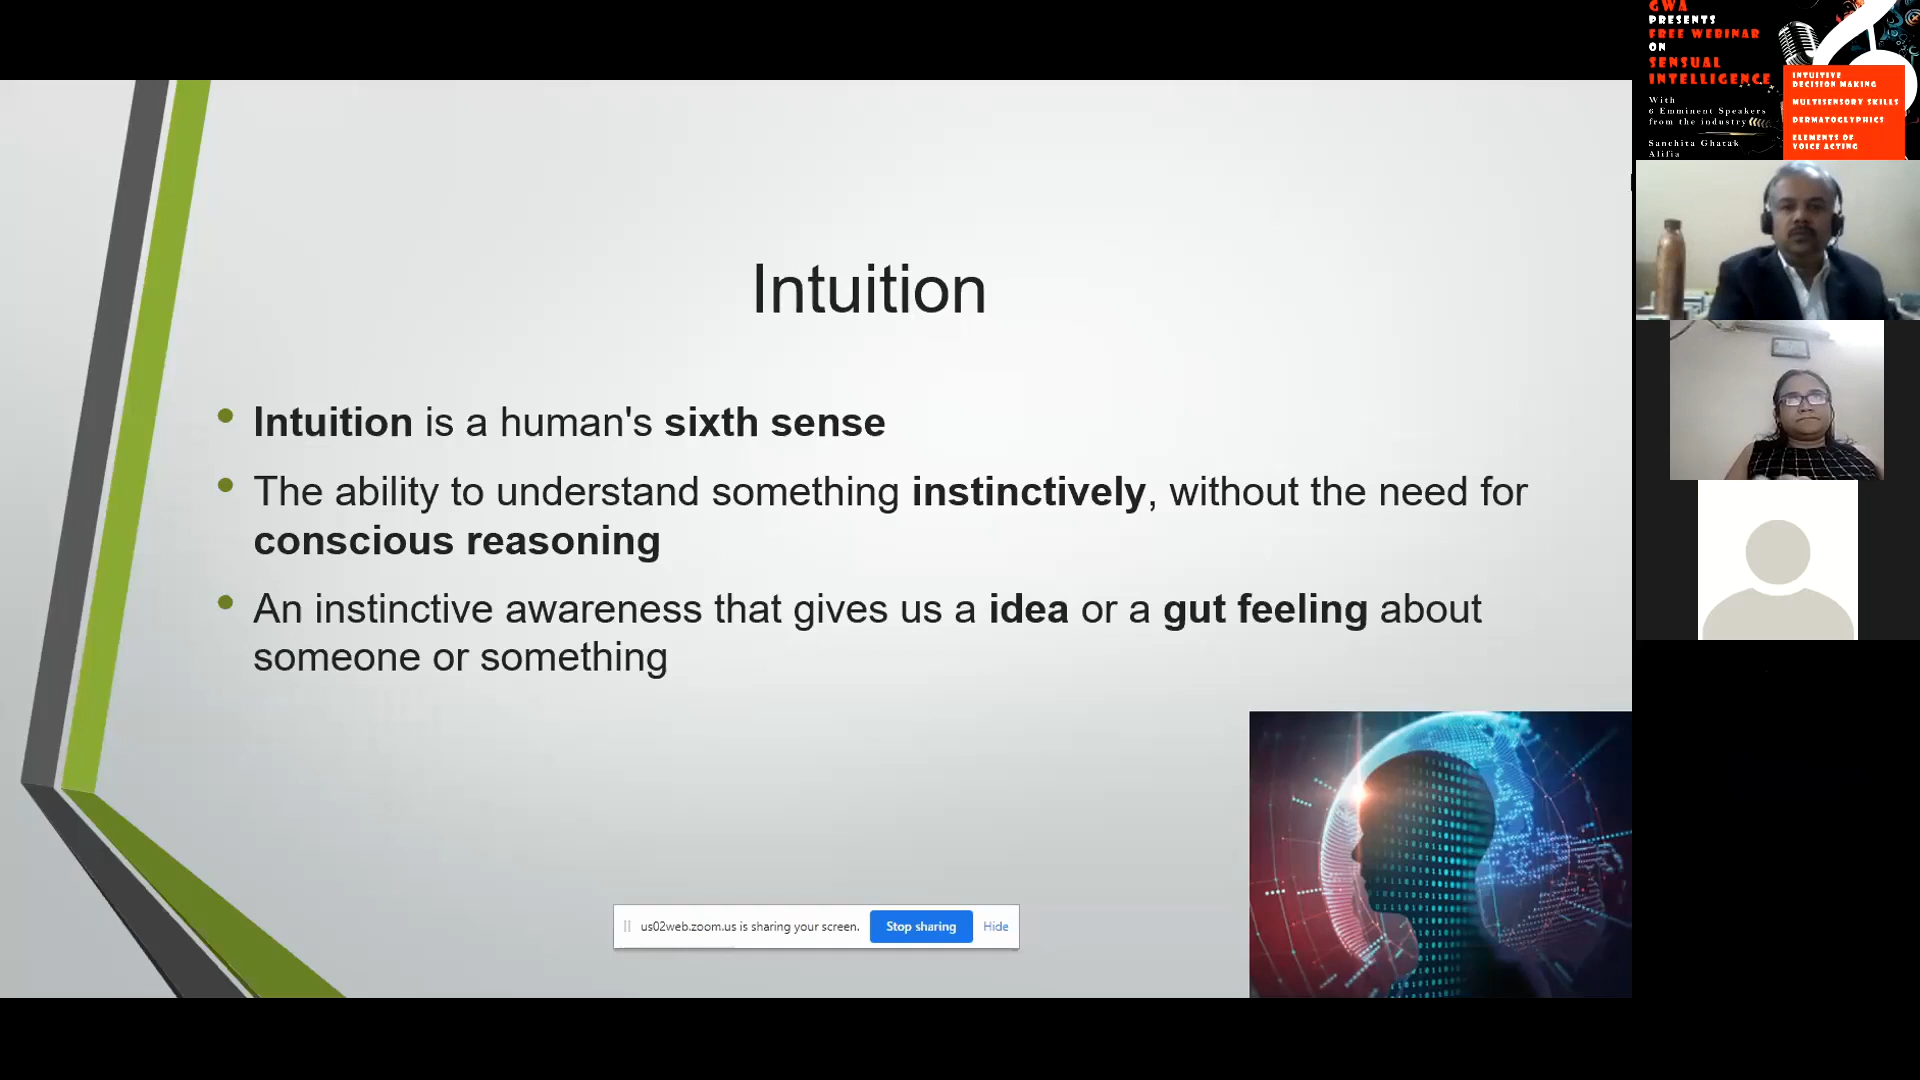 Intuition
Intuition is a human's sixth sense
The ability to understand something instinctively, without the need for
conscious reasoning
An instinctive awareness that gives us a idea or a gut feeling about
someone or something
us02web.zoom.us is sharing your screen.
Stop sharing
Hide
GWA
PRESENTS
FREE WEBINAR
ON
SENSUAL
INTELLIGENCE
With
6 Eminent Speakers
from the industry
Sanchita Ghatak
Alifia
INTUITIVE
DECISION MAKING
MULTISENSORY SKILLS
DERMATOGLYPHICS
ELEMENTS OF
VOICE ACTING